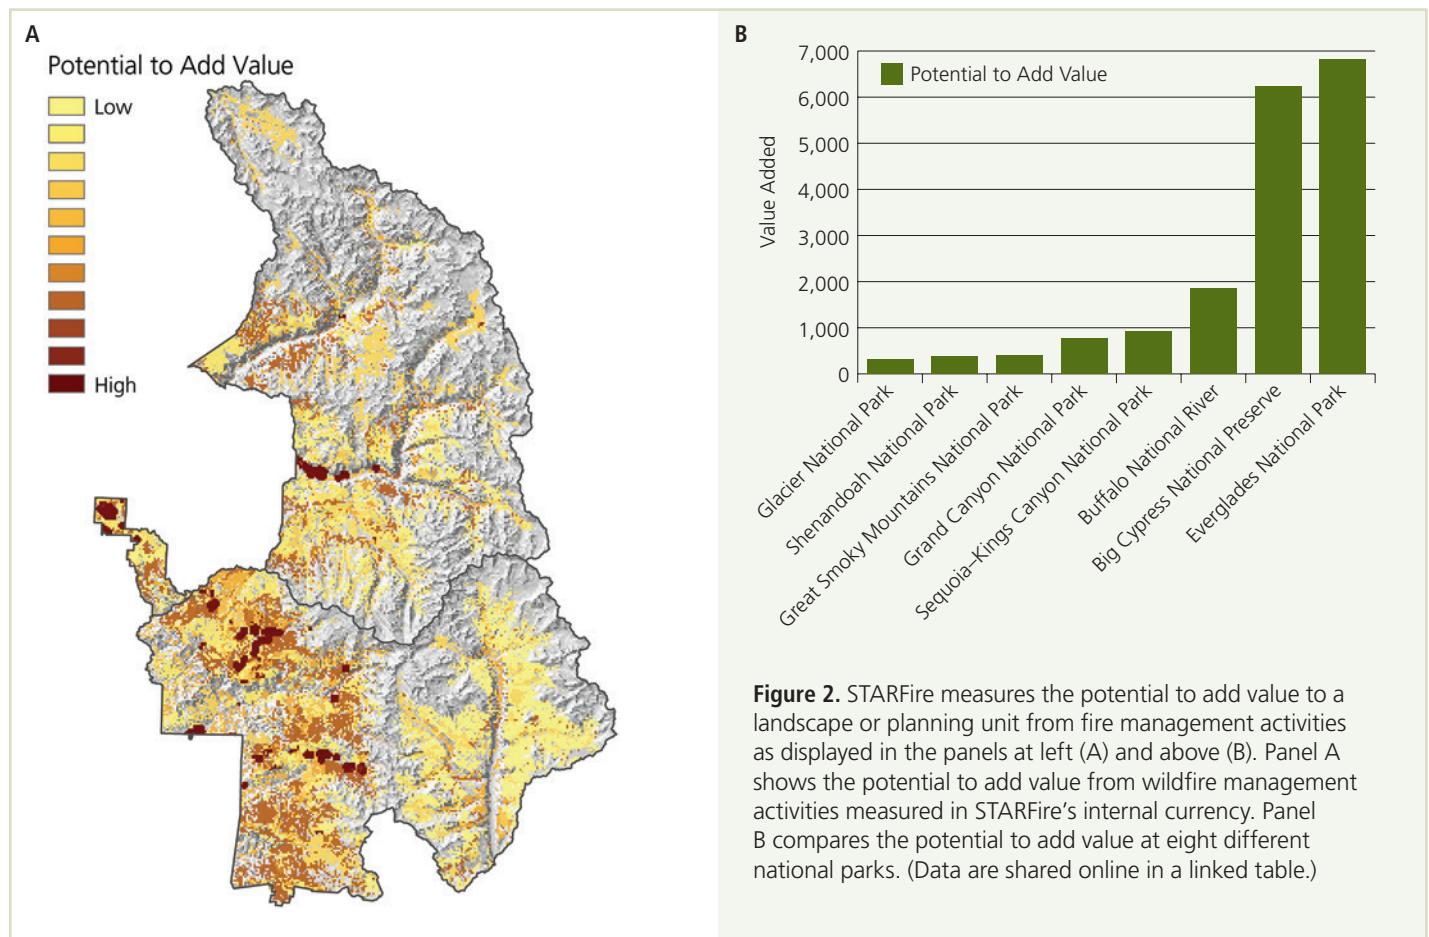 A
Potential to Add Value
Low
High
B
7,000
6,000
5,000
4,000
3,000
2,000
1,000
0
Value Added
Potential to Add Value
Glacier National Park
Shenandoah National Park
Great Smoky Mountains National Park
Grand Canyon National Park
Sequoia–Kings Canyon National Park
Buffalo National River
Big Cypress National Preserve
Everglades National Park
Figure 2. STARFire measures the potential to add value to a
landscape or planning unit from fire management activities
as displayed in the panels at left (A) and above (B). Panel A
shows the potential to add value from wildfire management
activities measured in STARFire’s internal currency. Panel
B compares the potential to add value at eight different
national parks. (Data are shared online in a linked table.)